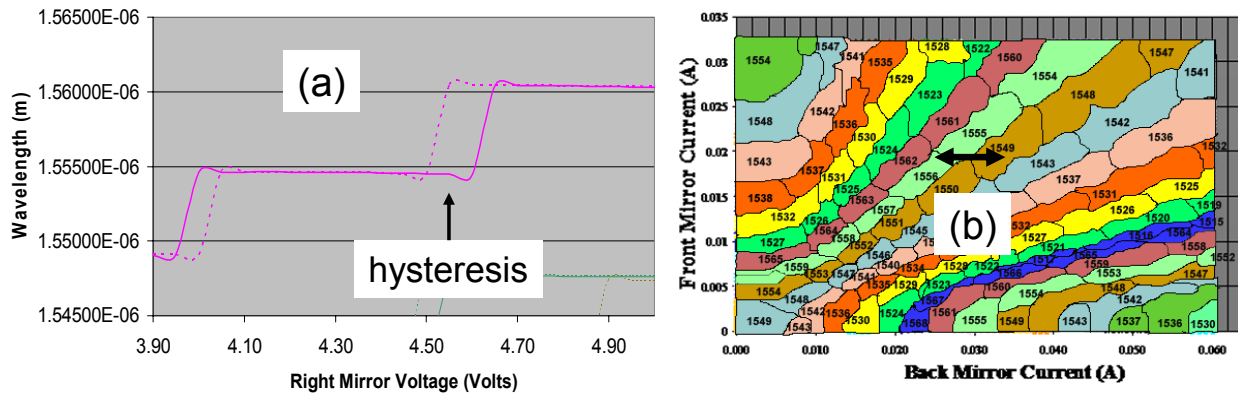 1.56500E-06
1.56000E-06
1.55500E-06
1.55000E-06
1.54500E-06
Wavelength (m)
(a)
hysteresis
3.90 4.10 4.30 4.50 4.70 4.90
Right Mirror Voltage (Volts)
0.035
0.03
0.025
0.02
0.015
0.01
0.005
0
Front Mirror Current (A)
1554 1547 1541 1535 1528 1522 1560 1554 1547 1541
1529 1523 1548
1548 1542 1536 1530 1561 1555 1542 1536
1543 1537 1531 1524 1562 1549 1543 1532
1538 1525 1563 1556 1550 1537 1531 1525
1532 1526 1564 1557 1551 1545 1532 1526 1520 1519 1515
1527 1558 1552 1546 1527 1521 1516 1564 1558
1565 1559 1553 1547 1540 1534 1528 1522 1517 1565 1559 1552
1554 1548 1541 1535 1529 1523 1566 1560 1553 1547
1542 1536 1567 1561 1554 1548 1542
1549 1543 1530 1524 1568 1555 1549 1543 1537 1536 1530
(b)
0.000 0.010 0.020 0.030 0.040 0.050 0.060
Back Mirror Current (A)